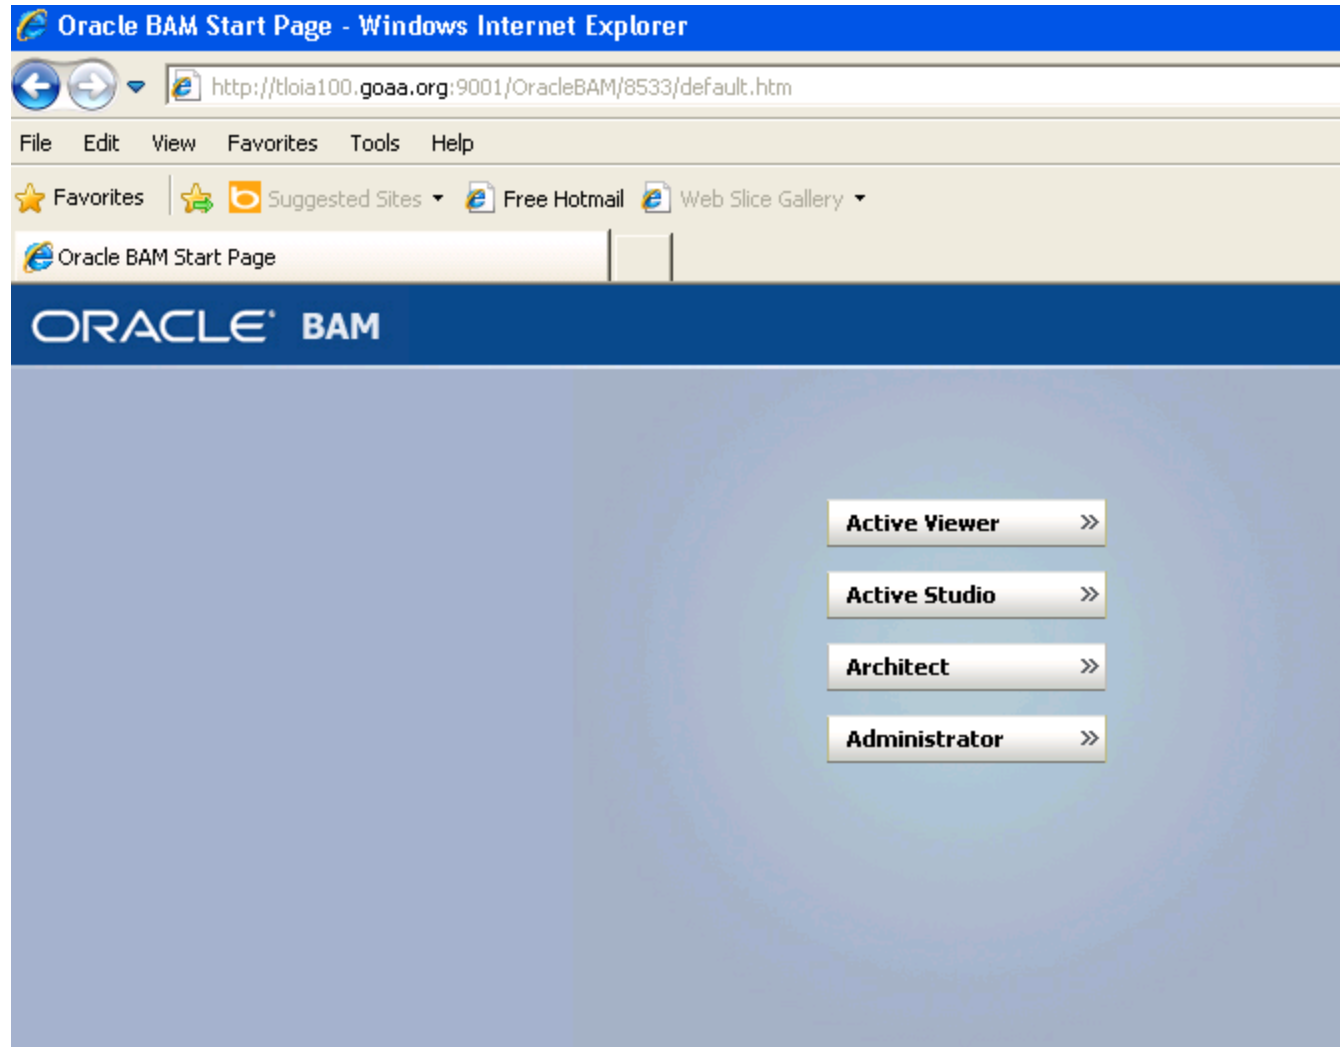 Oracle BAM Start Page - Windows Internet Explorer
http://tloia100.goaa.org:9001/OracleBAM/8533/default.htm
File Edit View Favorites Tools Help
Favorites Suggested Sites Free Hotmail Web Slice Gallery
Oracle BAM Start Page
ORACLE BAM
Active Viewer »
Active Studio »
Architect »
Administrator »